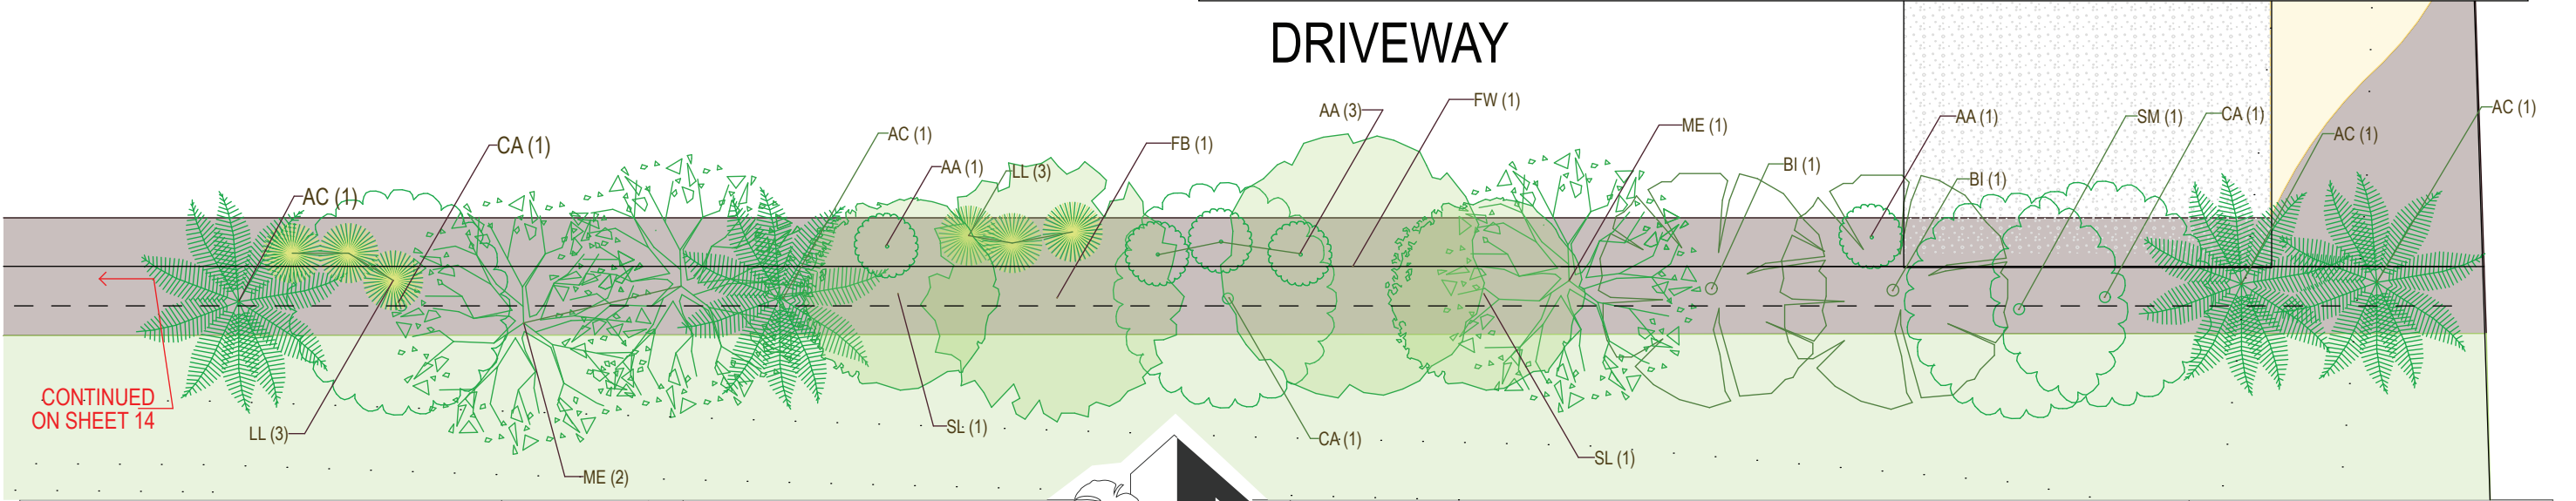 DRIVEWAY
FW (1)
AA (3)
AC (1)
SM (1)
CA (1)
AA (1)
ME (1)
AC (1)
AC (1)
CA (1)
FB (1)
BI (1)
AA (1)
LL (3)
BI (1)
AC (1)
CONTINUED
ON SHEET 14
LL (3)
SL (1)
CA (1)
SL (1)
ME (2)